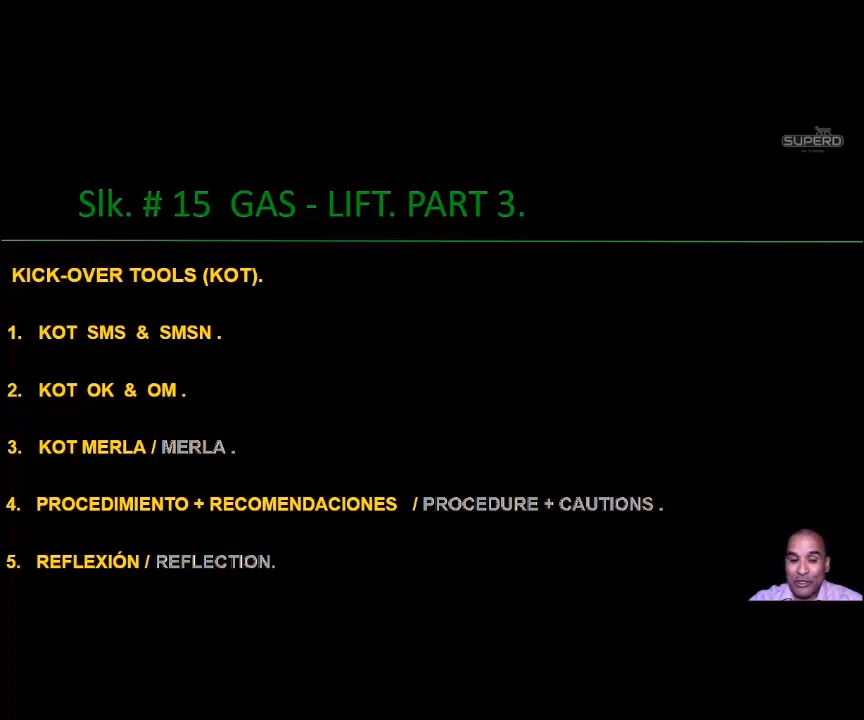 SUPERD
Slk. # 15 GAS - LIFT. PART 3.
KICK-OVER TOOLS (KOT).
1. KOT SMS & SMSN .
2. KOT OK & OM .
3. KOT MERLA / MERLA .
4. PROCEDIMIENTO + RECOMENDACIONES / PROCEDURE + CAUTIONS .
5. REFLEXIÓN / REFLECTION.